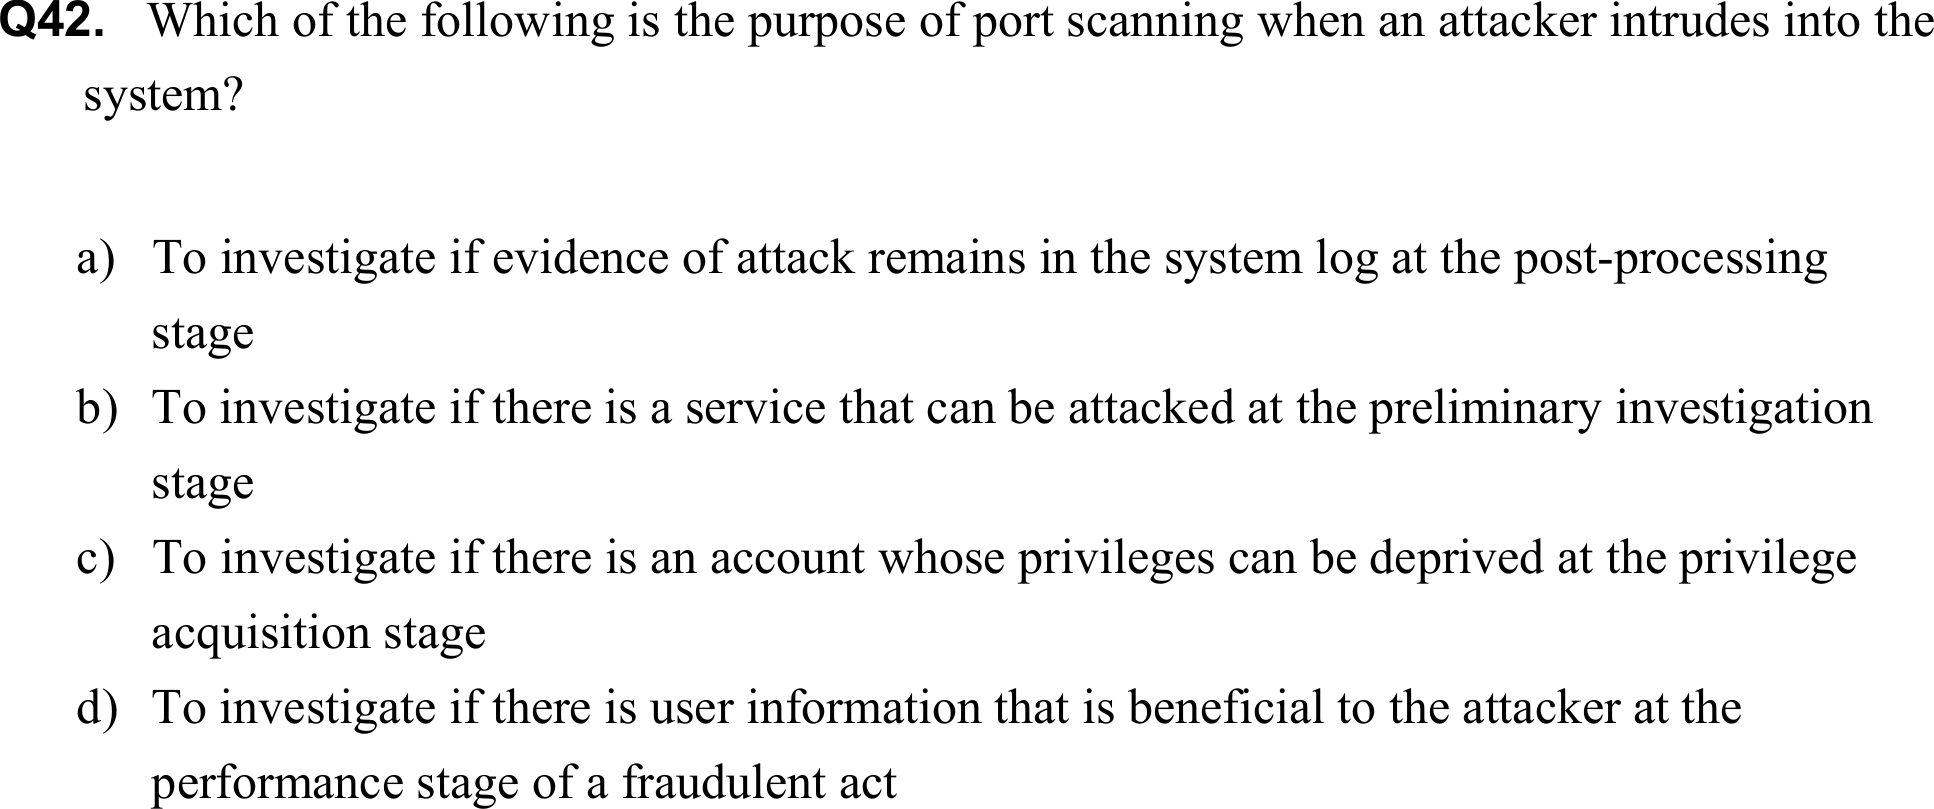 Q42. Which of the following is the purpose of port scanning when an attacker intrudes into the
system?
a) To investigate if evidence of attack remains in the system log at the post-processing
stage
b) To investigate if there is a service that can be attacked at the preliminary investigation
stage
c) To investigate if there is an account whose privileges can be deprived at the privilege
acquisition stage
d) To investigate if there is user information that is beneficial to the attacker at the
performance stage of a fraudulent act